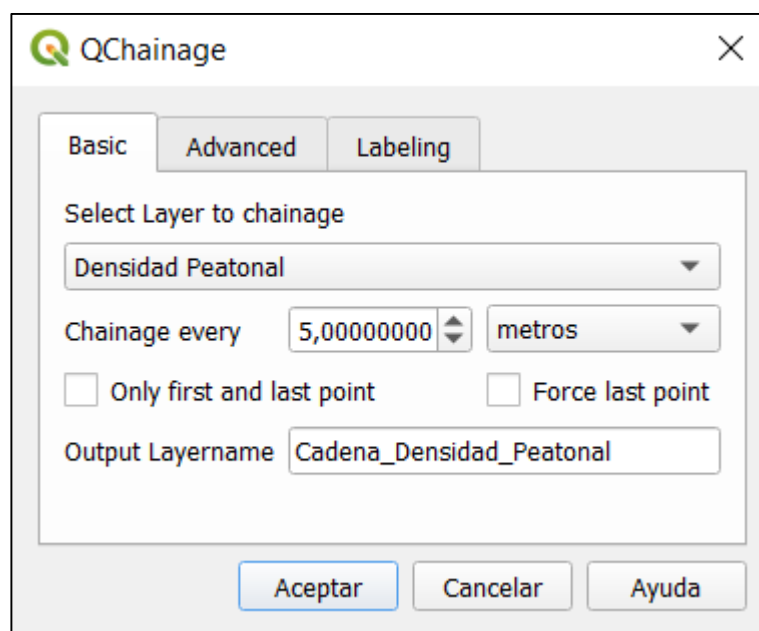 QChainage
Basic Advanced Labeling
Select Layer to chainage
Densidad Peatonal
Chainage every 5,00000000 metros
Only first and last point Force last point
Output Layername Cadena_Densidad_Peatonal
Aceptar Cancelar Ayuda